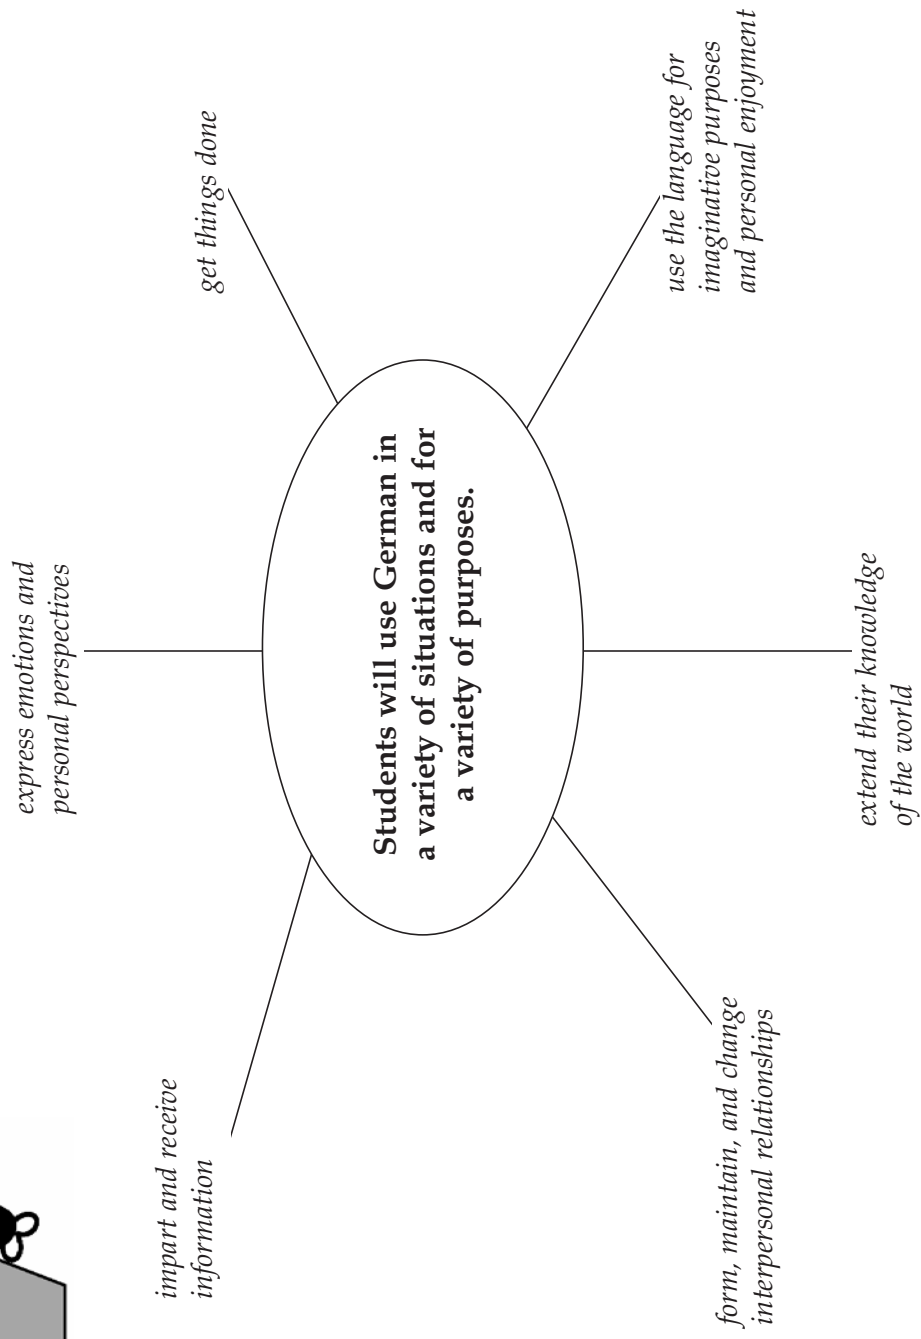 express emotions and
personal perspectives
impart and receive
information
get things done
Students will use German in
a variety of situations and for
a variety of purposes.
form, maintain, and change
interpersonal relationships
use the language for
imaginative purposes
and personal enjoyment
extend their knowledge
of the world